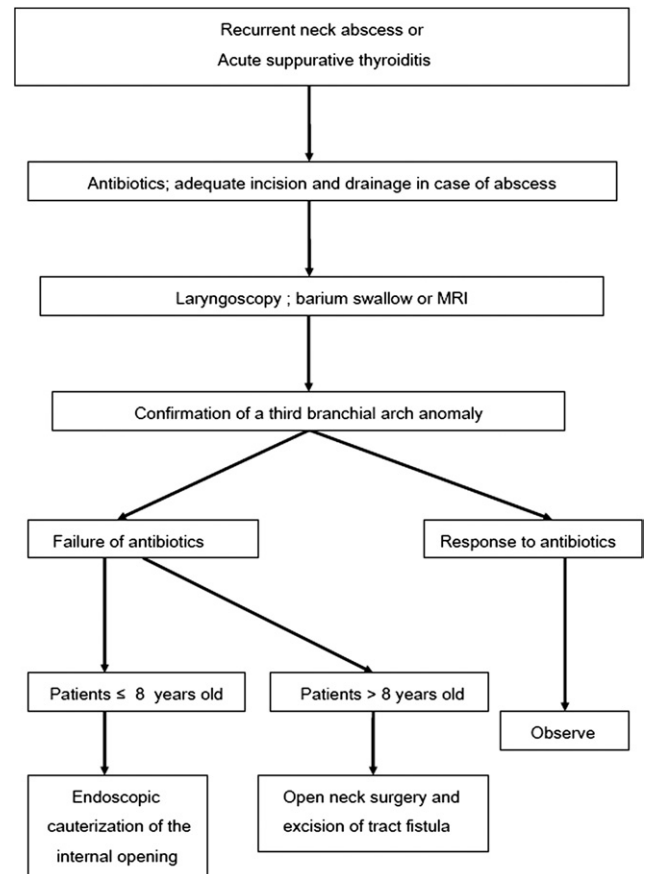 Recurrent neck abscess or
Acute suppurative thyroiditis
Antibiotics; adequate incision and drainage in case of abscess
Laryngoscopy ; barium swallow or MRI
Confirmation of a third branchial arch anomaly
Failure of antibiotics
Response to antibiotics
Patients ≤ 8 years old
Patients > 8 years old
Observe
Endoscopic
cauterization of the
internal opening
Open neck surgery and
excision of tract fistula